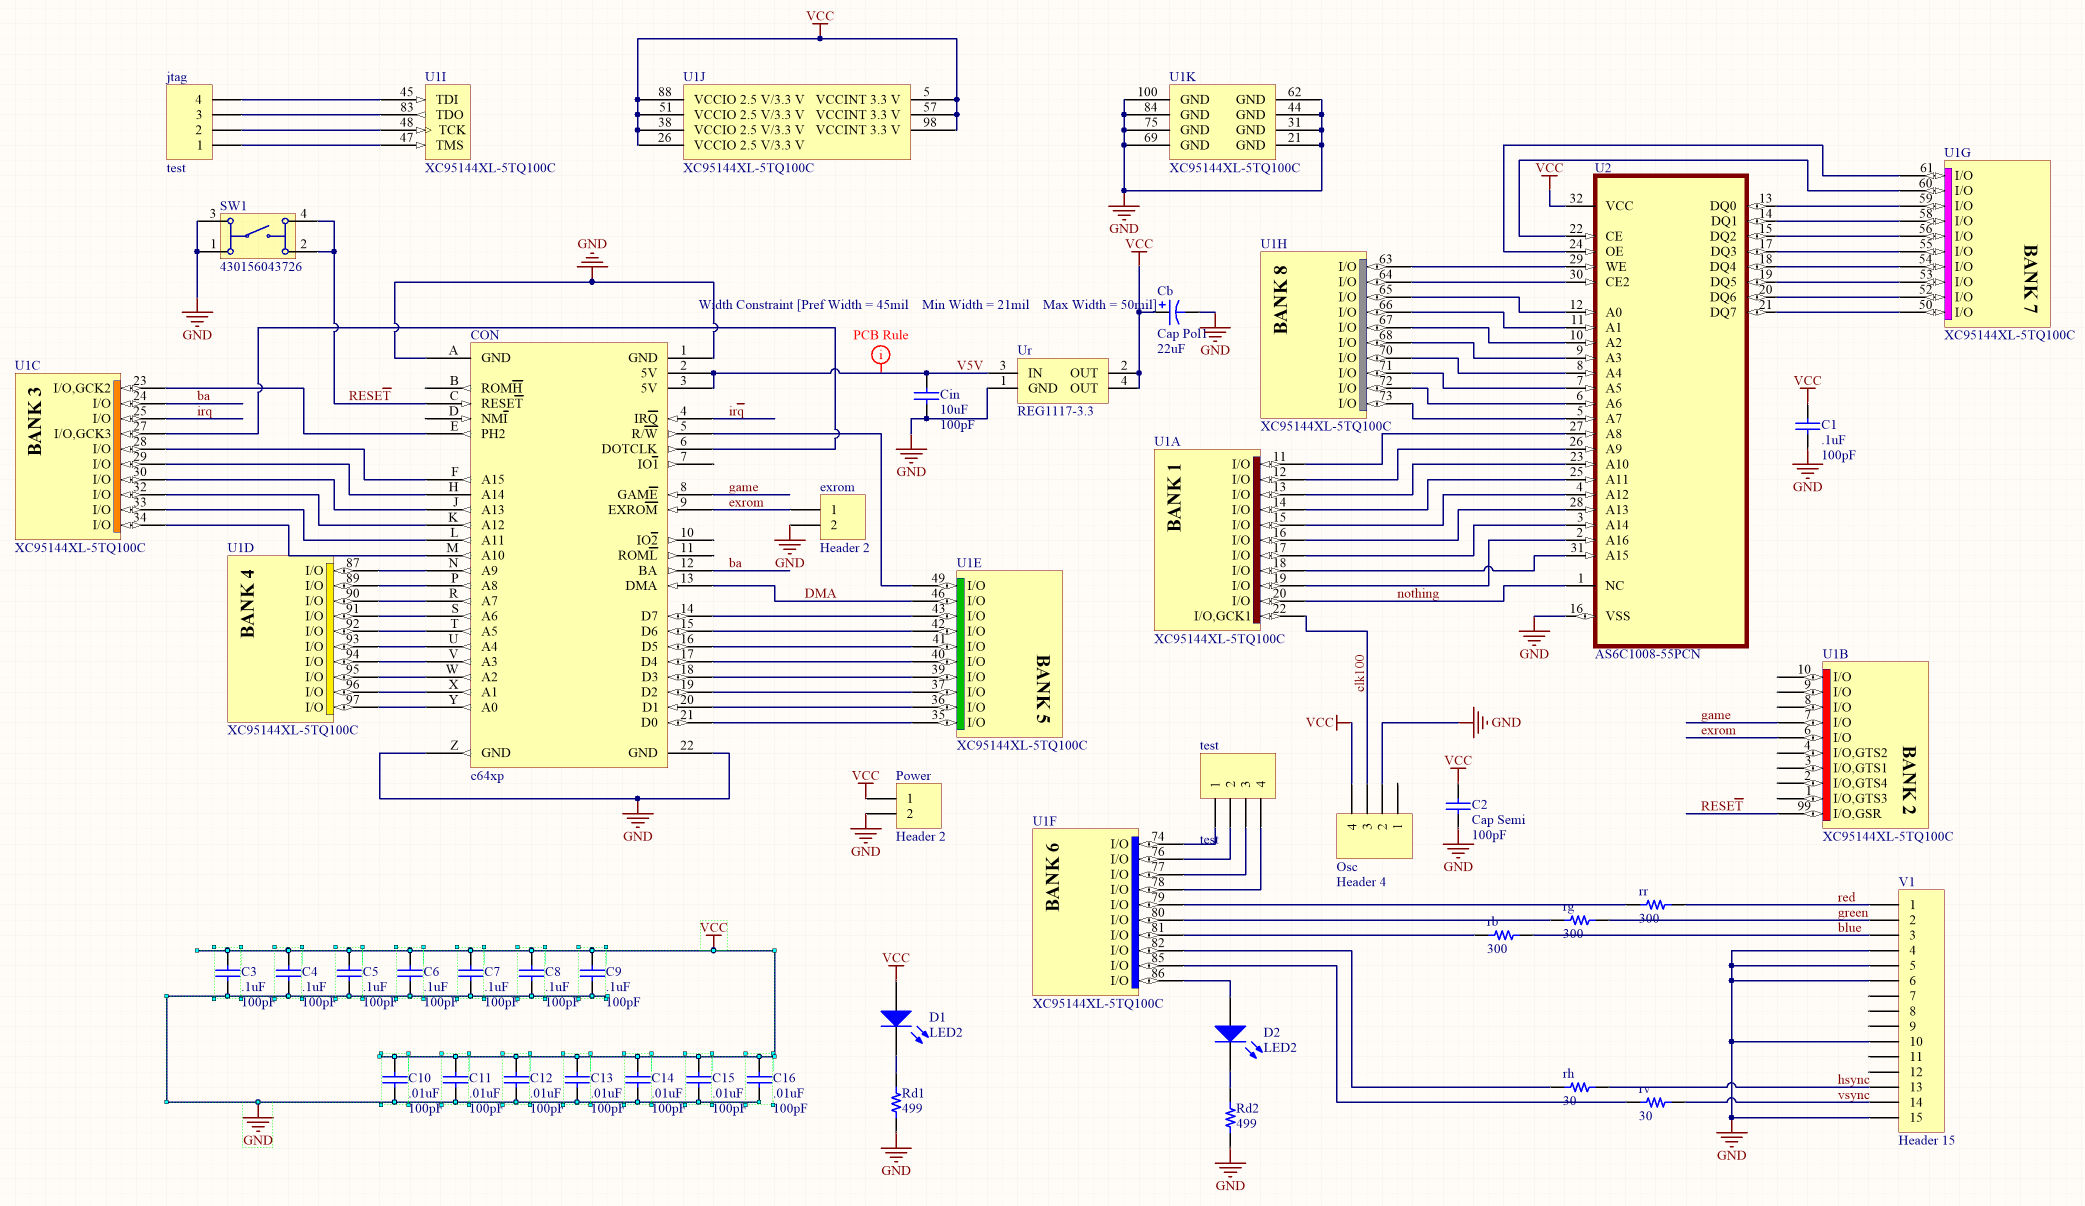 VCC
jtag
4
3
2
1
test
45
83
48
47
U1I
TDI
TDO
TCK
TMS
XC95144XL-5TQ100C
U1J
88 VCCIO 2.5 V/3.3 V VCCINT 3.3 V 5
51 VCCIO 2.5 V/3.3 V VCCINT 3.3 V 57
38 VCCIO 2.5 V/3.3 V VCCINT 3.3 V 98
26 VCCIO 2.5 V/3.3 V
XC95144XL-5TQ100C
U1K
100 GND GND 62
84 GND GND 44
75 GND GND 31
69 GND GND 21
XC95144XL-5TQ100C
GND
SW1
3 4
1 2
430156043726
GND
GND
VCC
Width Constraint [Pref Width = 45mil Min Width = 21mil Max Width = 50mil]
PCB Rule
i
V5V
Cb
+
Cap Pol1
22uF
GND
Ur
3 IN OUT 2
1 GND OUT 4
REG1117-3.3
Cin
10uF
100pF
GND
U1C
BANK 3
I/O,GCK2 23
I/O 24 ba
I/O 25 irq
I/O,GCK3 27
I/O 28
I/O 29
I/O 30
I/O 32
I/O 33
I/O 34
XC95144XL-5TQ100C
RESET
U1D
BANK 4
I/O 87
I/O 89
I/O 90
I/O 91
I/O 92
I/O 93
I/O 94
I/O 95
I/O 96
I/O 97
XC95144XL-5TQ100C
CON
A GND GND 1
5V 2
B ROMH 5V 3
C RESET
D NMI IRQ 4 irq
E PH2 R/W 5
DOTCLK 6
IO1 7
F A15
H A14 GAME 8 game
J A13 EXROM 9 exrom
K A12
L A11 IO2 10
M A10 ROML 11
N A9 BA 12 ba
P A8 DMA 13
R A7 DMA
S A6 D7 14
T A5 D6 15
U A4 D5 16
V A3 D4 17
W A2 D3 18
X A1 D2 19
Y A0 D1 20
D0 21
Z GND GND 22
c64xp
GND
exrom
1
2
Header 2
GND
U1E
BANK 5
49 I/O
46 I/O
43 I/O
42 I/O
41 I/O
40 I/O
39 I/O
37 I/O
36 I/O
35 I/O
XC95144XL-5TQ100C
VCC
Power
1
2
Header 2
GND
U1H
BANK 8
I/O 63
I/O 64
I/O 65
I/O 66
I/O 67
I/O 68
I/O 70
I/O 71
I/O 72
I/O 73
XC95144XL-5TQ100C
U1A
BANK 1
I/O 11
I/O 12
I/O 13
I/O 14
I/O 15
I/O 16
I/O 17
I/O 18
I/O 19
I/O 20
I/O,GCK1 22
XC95144XL-5TQ100C
nothing
clk100
VCC
U2
32 VCC DQ0 13
DQ1 14
22 CE DQ2 15
24 OE DQ3 17
29 WE DQ4 18
30 CE2 DQ5 19
DQ6 20
12 A0 DQ7 21
11 A1
10 A2
9 A3
8 A4
7 A5
6 A6
5 A7
27 A8
26 A9
23 A10
25 A11
4 A12
28 A13
3 A14
2 A16
31 A15
1 NC
16 VSS
AS6C1008-55PCN
GND
U1G
BANK 7
61 I/O
60 I/O
59 I/O
58 I/O
56 I/O
55 I/O
54 I/O
53 I/O
52 I/O
50 I/O
XC95144XL-5TQ100C
VCC
C1
.1uF
100pF
GND
U1B
BANK 2
10 I/O
9 I/O
8 I/O
game 7 I/O
exrom 6 I/O
4 I/O,GTS2
3 I/O,GTS1
2 I/O,GTS4
1 I/O,GTS3
RESET 99 I/O,GSR
XC95144XL-5TQ100C
VCC
GND
4 3 2 1
Osc
Header 4
VCC
C2
Cap Semi
100pF
GND
test
1 2 3 4
test
U1F
BANK 6
I/O 74
I/O 76
I/O 77
I/O 78
I/O 79
I/O 80
I/O 81
I/O 82
I/O 85
I/O 86
XC95144XL-5TQ100C
rr
300
rg
300
rb
300
rh
30
rv
30
V1
red 1
green 2
blue 3
4
5
6
7
8
9
10
11
12
hsync 13
vsync 14
15
Header 15
GND
VCC
C3 C4 C5 C6 C7 C8 C9
.1uF .1uF .1uF .1uF .1uF .1uF .1uF
100pF 100pF 100pF 100pF 100pF 100pF 100pF
C10 C11 C12 C13 C14 C15 C16
.01uF .01uF .01uF .01uF .01uF .01uF .01uF
100pF 100pF 100pF 100pF 100pF 100pF 100pF
GND
VCC
D1
LED2
Rd1
499
GND
D2
LED2
Rd2
499
GND